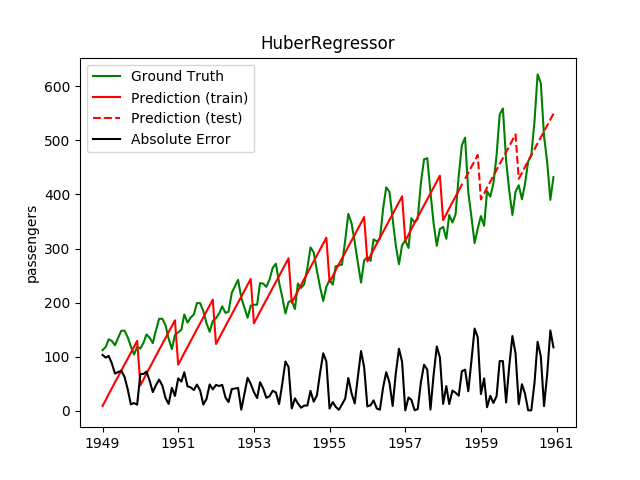 HuberRegressor
Ground Truth
Prediction (train)
Prediction (test)
Absolute Error
passengers
600
500
400
300
200
100
0
1949 1951 1953 1955 1957 1959 1961